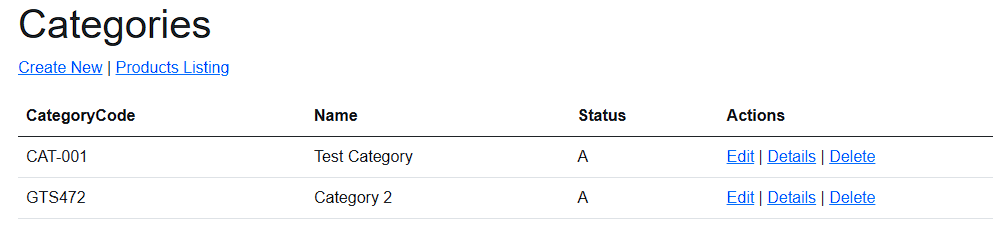 Categories
Create New | Products Listing
CategoryCode Name Status Actions
CAT-001 Test Category A Edit | Details | Delete
GTS472 Category 2 A Edit | Details | Delete